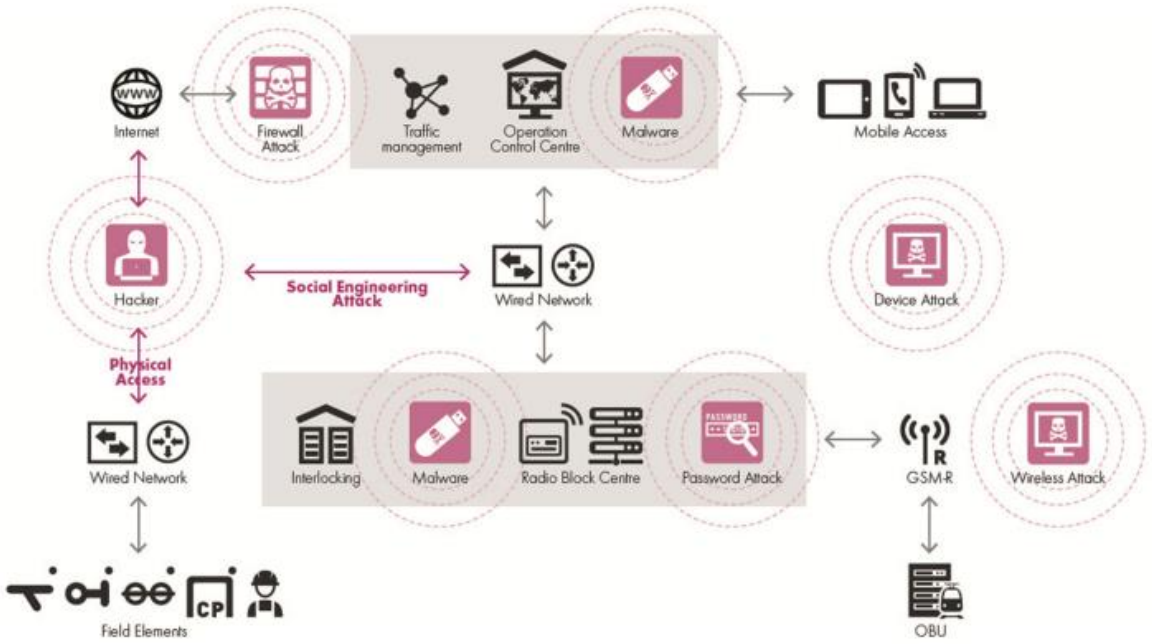 WWW
Internet
Firewall
Attack
Traffic
management
Operation
Control Centre
Malware
Mobile Access
Hacker
Social Engineering
Attack
Wired Network
Device Attack
Physical
Access
Wired Network
Interlocking
Malware
Radio Block Centre
PASSWORD
Password Attack
R
GSM-R
Wireless Attack
CP
Field Elements
OBU